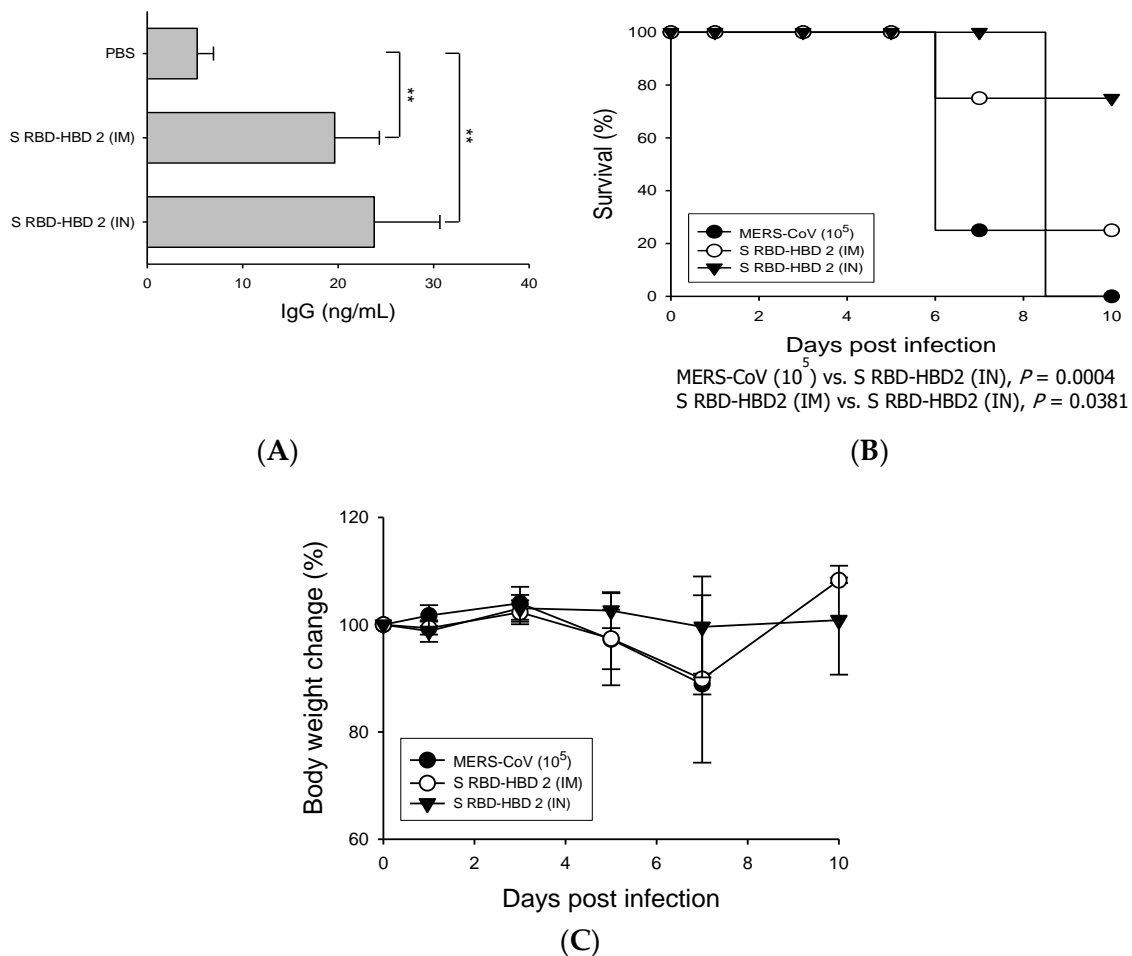 PBS
S RBD-HBD 2 (IM)
S RBD-HBD 2 (IN)
**
**
0 10 20 30 40
IgG (ng/mL)
(A)
100
80
60
40
20
0
Survival (%)
MERS-CoV (10⁵)
S RBD-HBD 2 (IM)
S RBD-HBD 2 (IN)
0 2 4 6 8 10
Days post infection
MERS-CoV (10⁵) vs. S RBD-HBD2 (IN), P = 0.0004
S RBD-HBD2 (IM) vs. S RBD-HBD2 (IN), P = 0.0381
(B)
120
100
80
60
Body weight change (%)
MERS-CoV (10⁵)
S RBD-HBD 2 (IM)
S RBD-HBD 2 (IN)
0 2 4 6 8 10
Days post infection
(C)